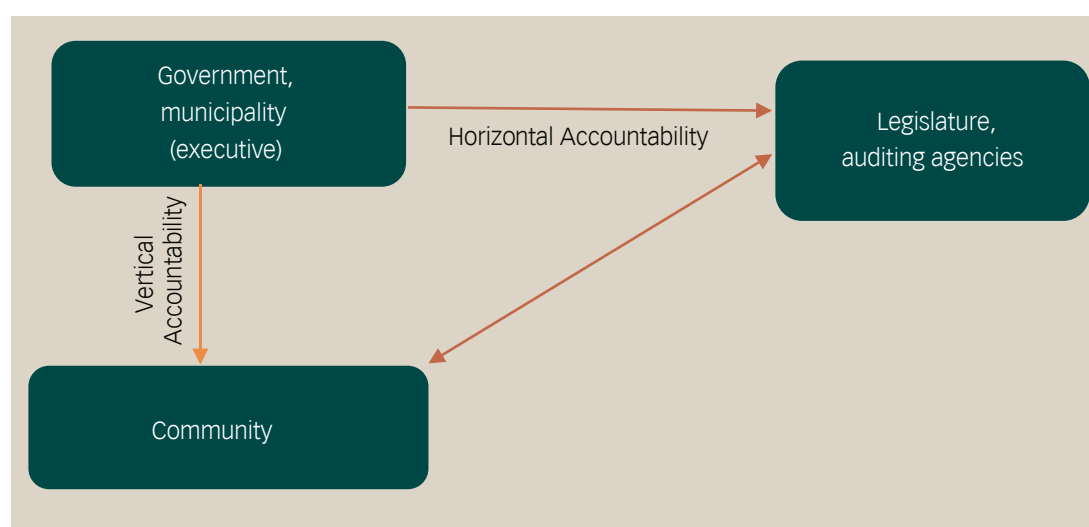 Government,
municipality
(executive)
Horizontal Accountability
Legislature,
auditing agencies
Vertical
Accountability
Community